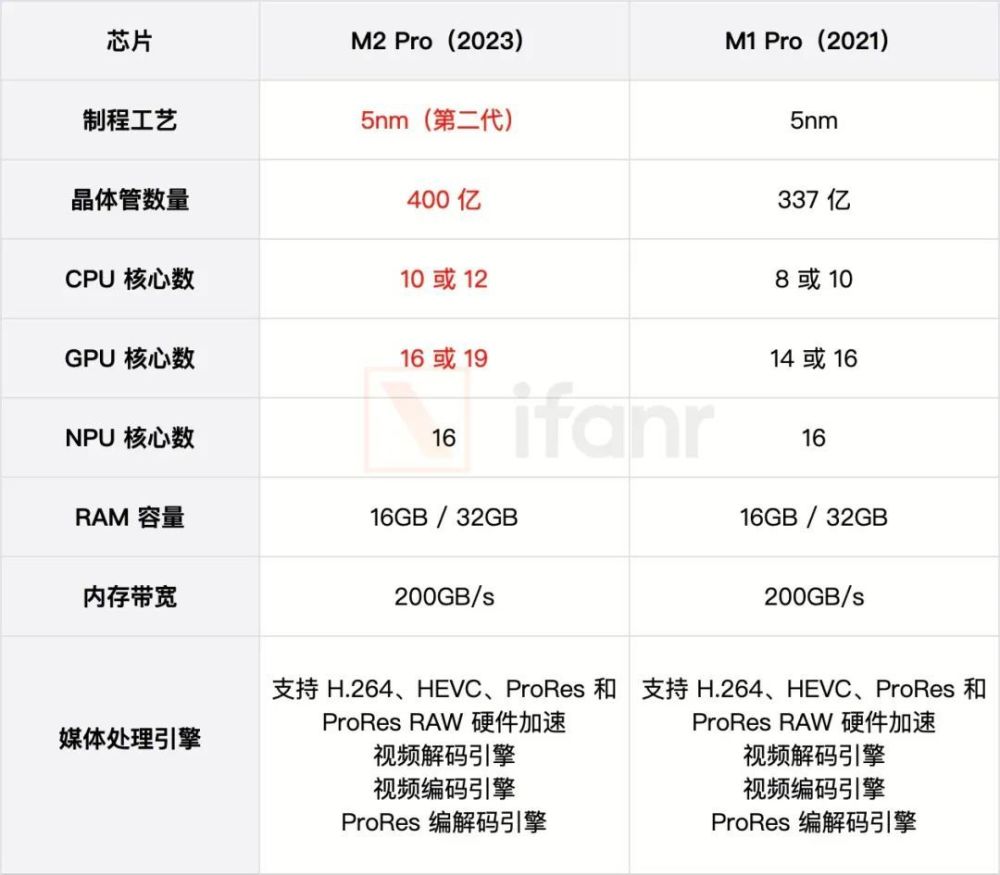 芯片 M2 Pro（2023） M1 Pro（2021）
制程工艺 5nm（第二代） 5nm
晶体管数量 400 亿 337 亿
CPU 核心数 10 或 12 8 或 10
GPU 核心数 16 或 19 14 或 16
ifanr
NPU 核心数 16 16
RAM 容量 16GB / 32GB 16GB / 32GB
内存带宽 200GB/s 200GB/s
媒体处理引擎
支持 H.264、HEVC、ProRes 和
ProRes RAW 硬件加速
视频解码引擎
视频编码引擎
ProRes 编解码引擎
支持 H.264、HEVC、ProRes 和
ProRes RAW 硬件加速
视频解码引擎
视频编码引擎
ProRes 编解码引擎